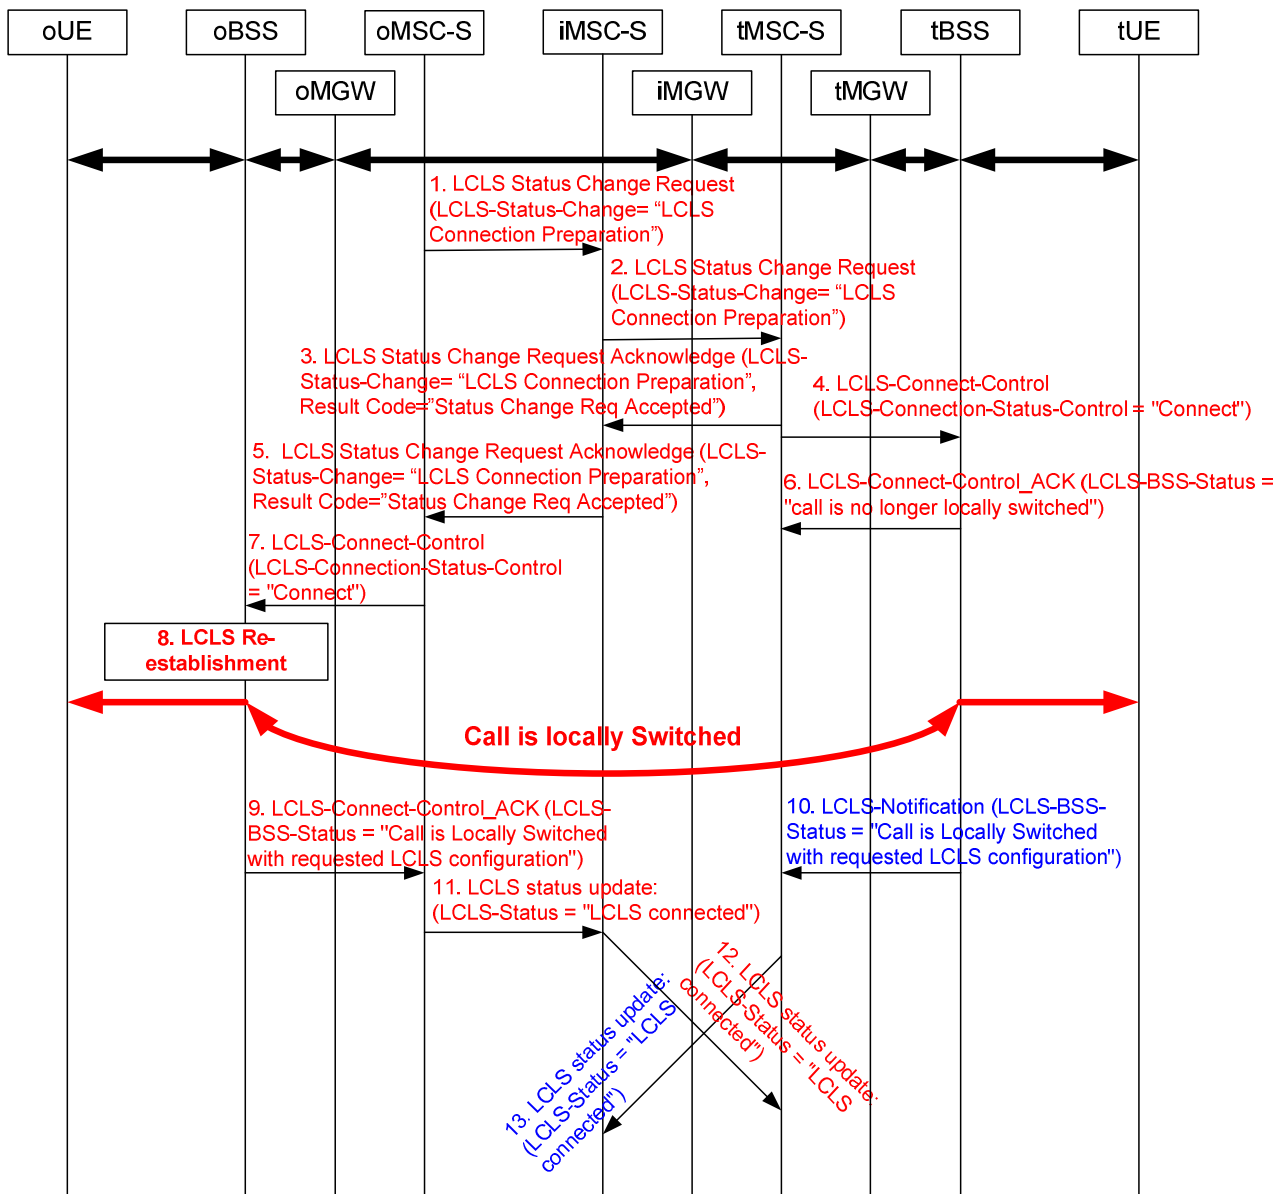 oUE
oBSS
oMSC-S
iMSC-S
tMSC-S
tBSS
tUE
oMGW
iMGW
tMGW
1. LCLS Status Change Request
(LCLS-Status-Change= “LCLS
Connection Preparation”)
2. LCLS Status Change Request
(LCLS-Status-Change= “LCLS
Connection Preparation”)
3. LCLS Status Change Request Acknowledge (LCLS-
Status-Change= “LCLS Connection Preparation”,
Result Code=”Status Change Req Accepted”)
4. LCLS-Connect-Control
(LCLS-Connection-Status-Control = "Connect")
5. LCLS Status Change Request Acknowledge (LCLS-
Status-Change= “LCLS Connection Preparation”,
Result Code=”Status Change Req Accepted”)
6. LCLS-Connect-Control_ACK (LCLS-BSS-Status =
"call is no longer locally switched")
7. LCLS-Connect-Control
(LCLS-Connection-Status-Control
= "Connect")
8. LCLS Re-
establishment
Call is locally Switched
9. LCLS-Connect-Control_ACK (LCLS-
BSS-Status = "Call is Locally Switched
with requested LCLS configuration")
10. LCLS-Notification (LCLS-BSS-
Status = "Call is Locally Switched
with requested LCLS configuration")
11. LCLS status update:
(LCLS-Status = "LCLS connected")
12. LCLS status update:
(LCLS-Status = "LCLS
connected")
13. LCLS status update:
(LCLS-Status = "LCLS
connected")